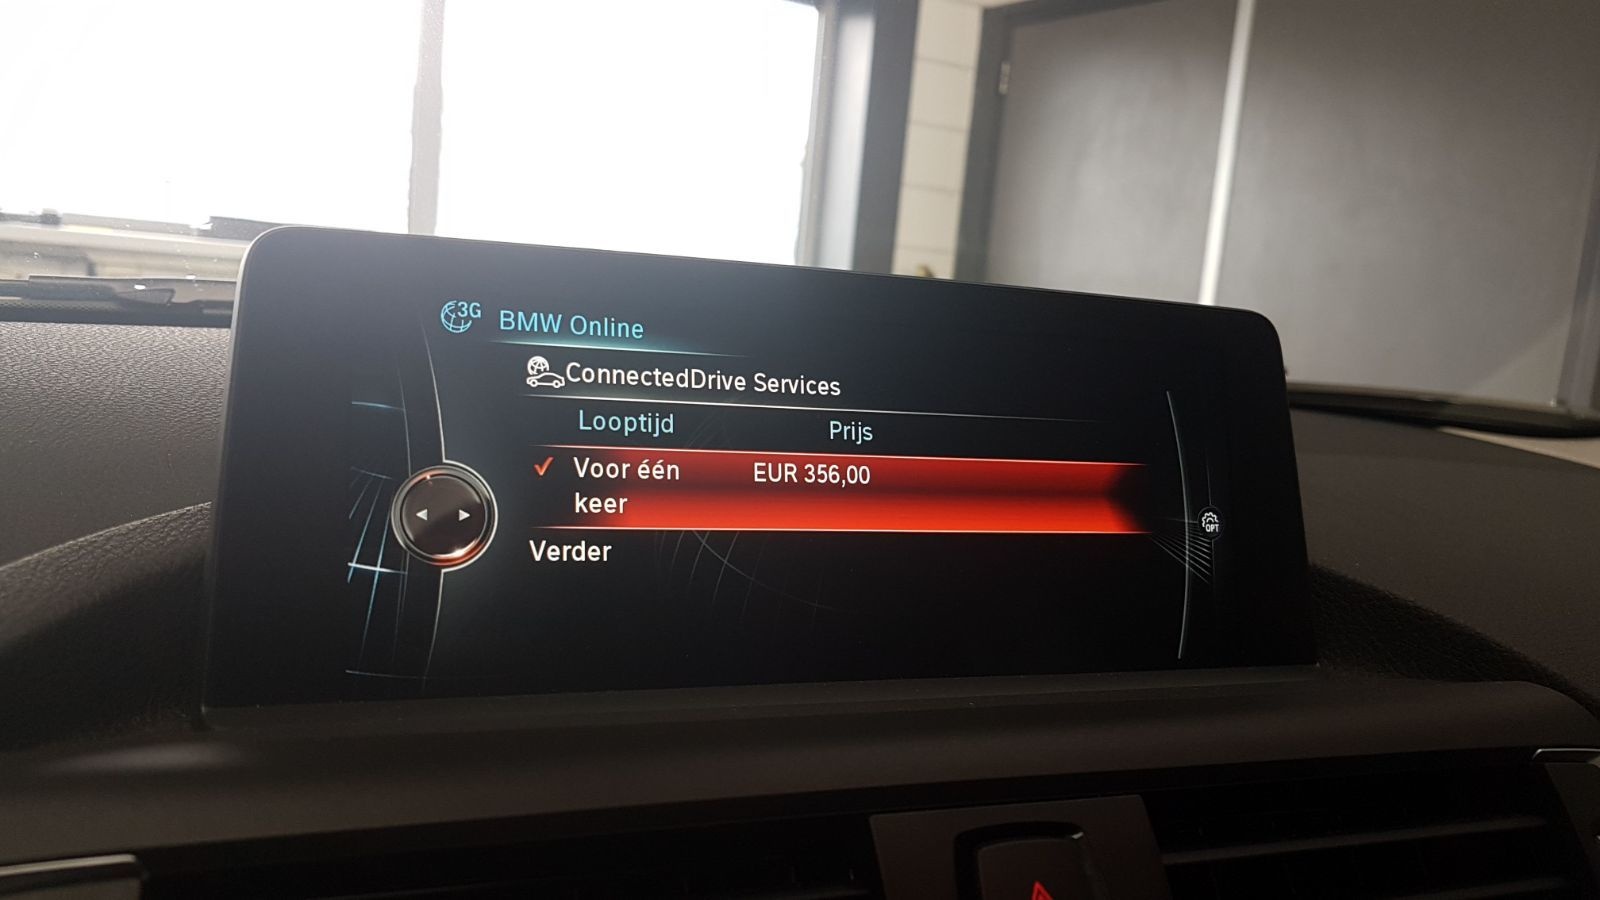 3G BMW Online
ConnectedDrive Services
Looptijd Prijs
✓ Voor één EUR 356,00
keer
Verder
OPT